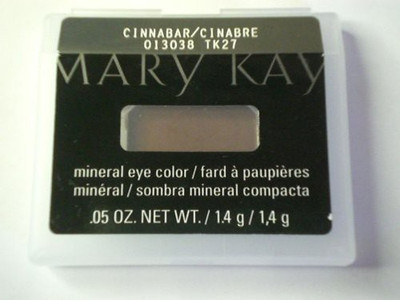 CINNABAR/CINABRE
013038 TK27
MARY KAY
mineral eye color / fard à paupières
minéral / sombra mineral compacta
.05 OZ. NET WT. / 1.4 g / 1,4 g